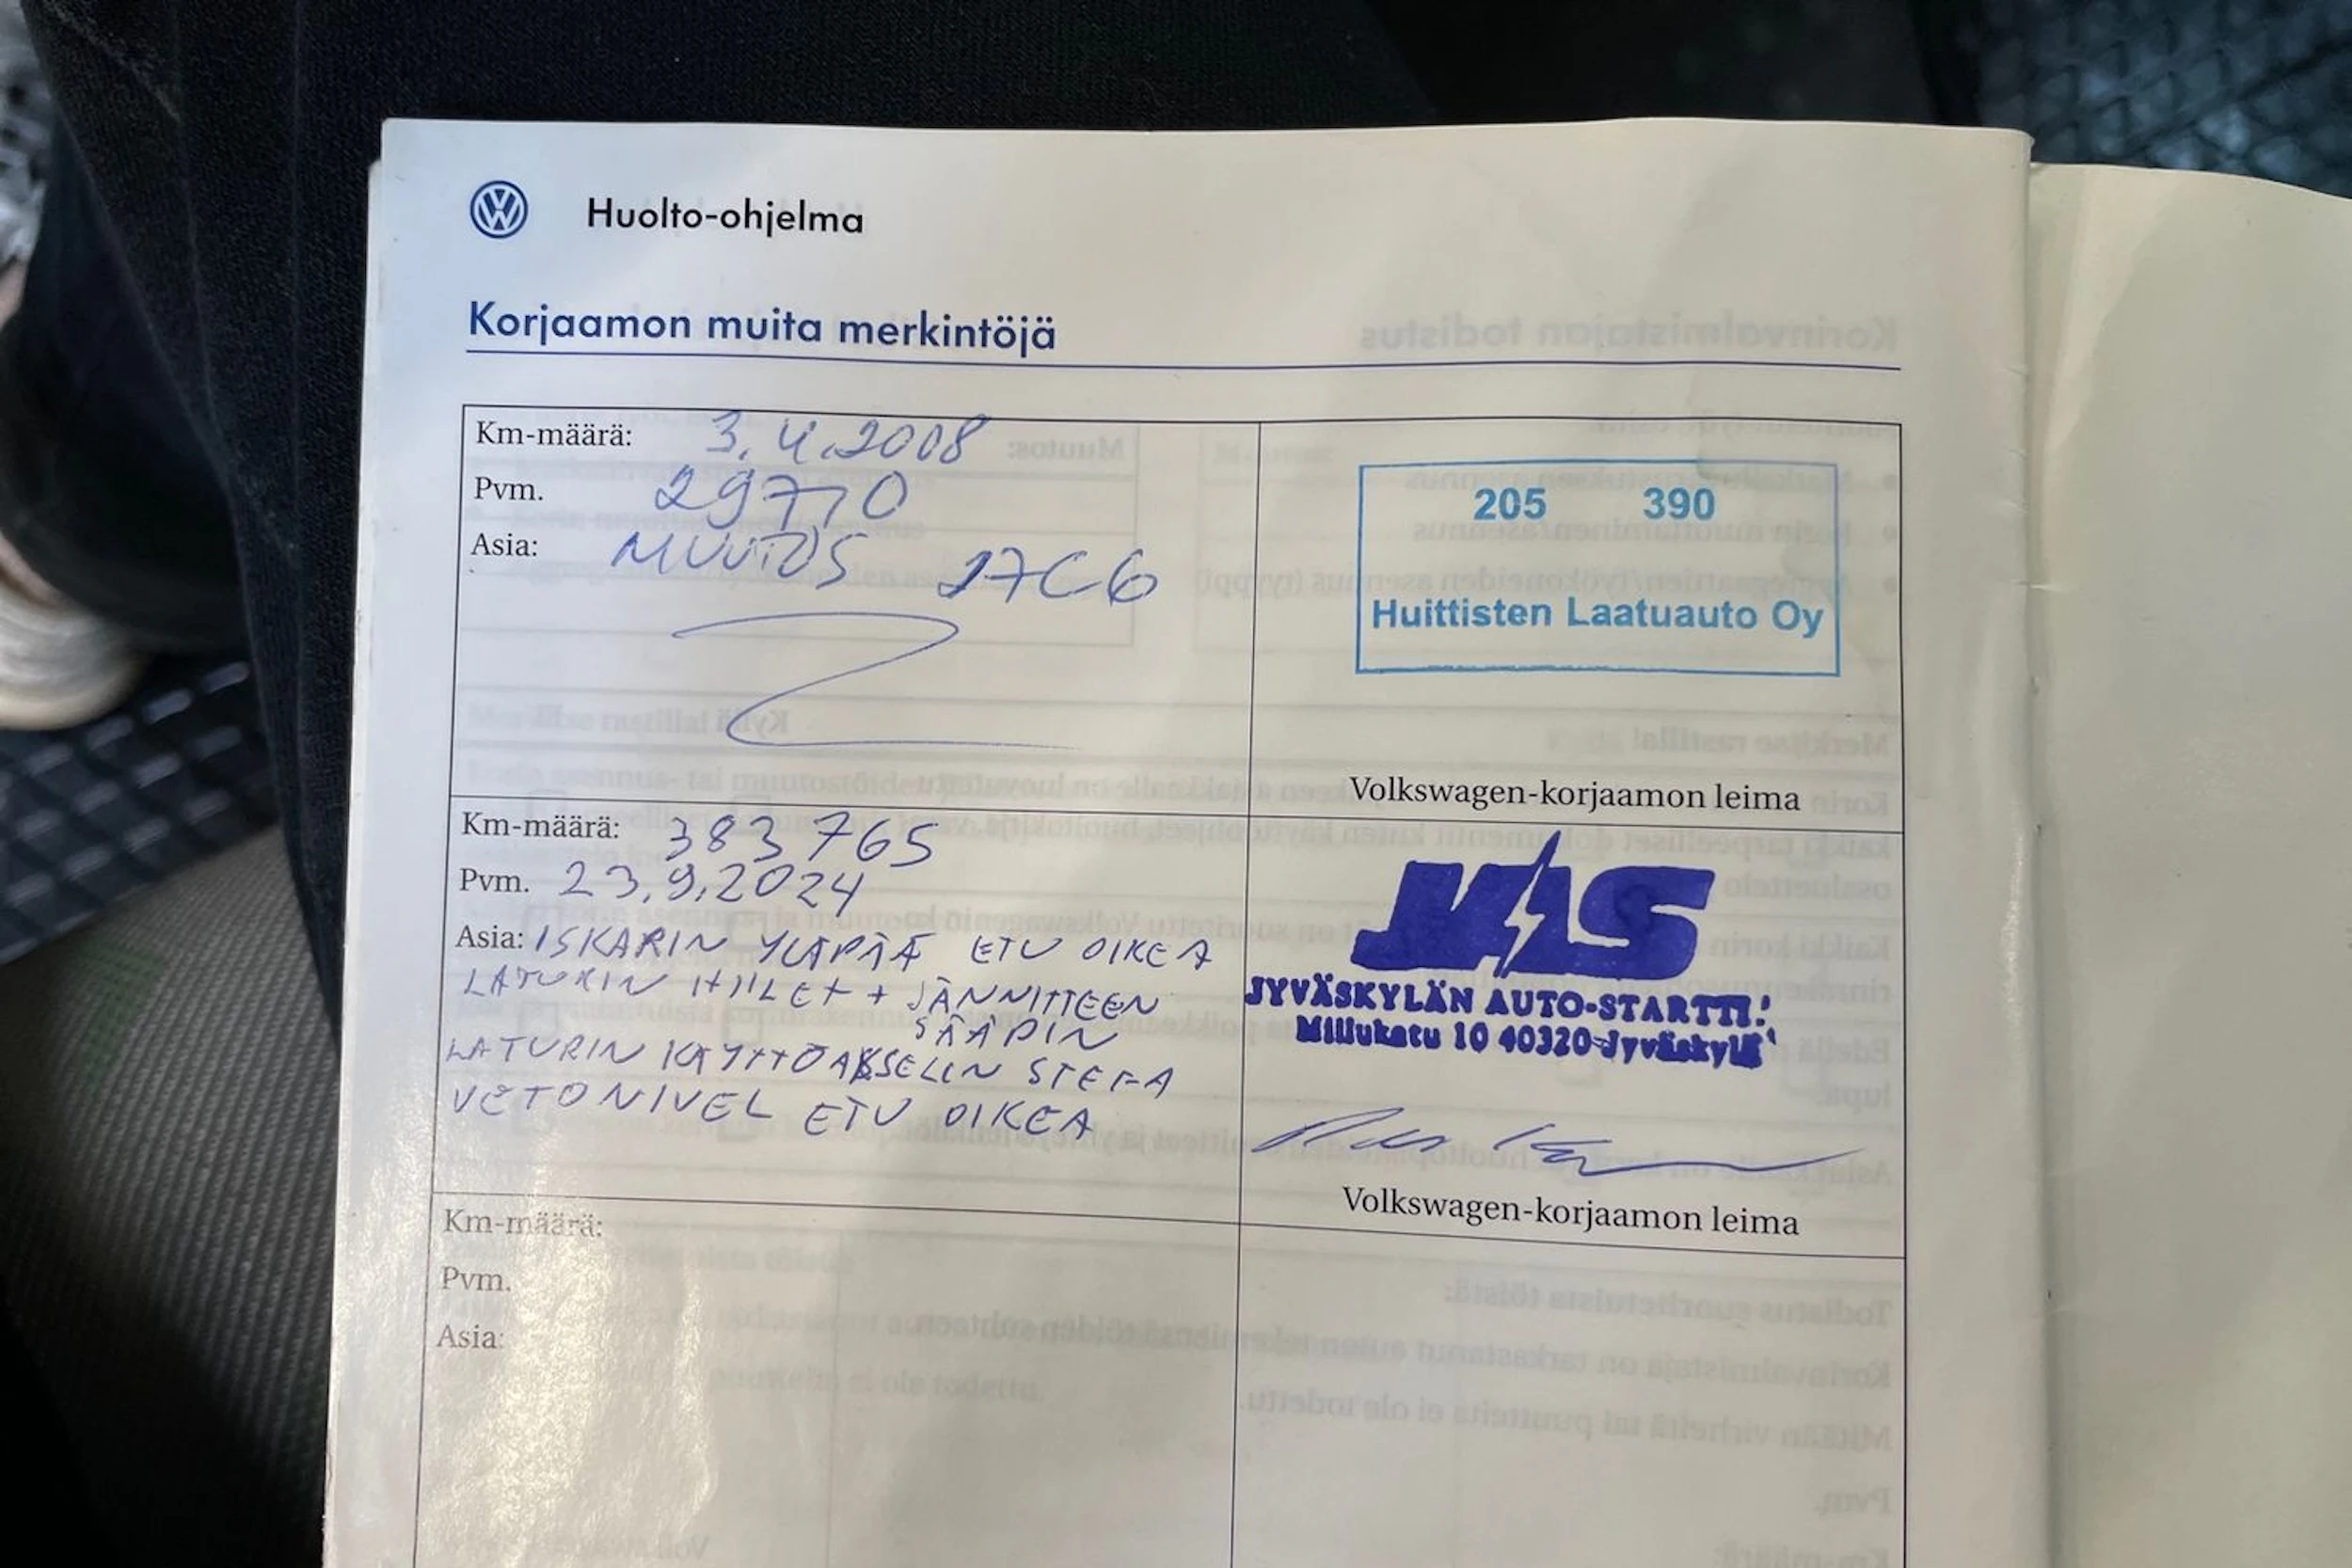 Huolto-ohjelma
Korjaamon muita merkintöjä
Km-määrä: 3.4.2008
Pvm. 29770
Asia: MUUTOS 17C6
205 390
Huittisten Laatuauto Oy
Volkswagen-korjaamon leima
Km-määrä: 383 765
Pvm. 23.9.2024
Asia: ISKARIN YLÄPÄÄ ETU OIKEA
LATURIN HIILET + JÄNNITTEEN
SÄÄDIN
LATURIN KÄYTTÖAKSELIN STEFA
VETONIVEL ETU OIKEA
JAS
JYVÄSKYLÄN AUTO-STARTTI
Millukatu 10 40320 Jyväskylä
Volkswagen-korjaamon leima
Km-määrä:
Pvm.
Asia: